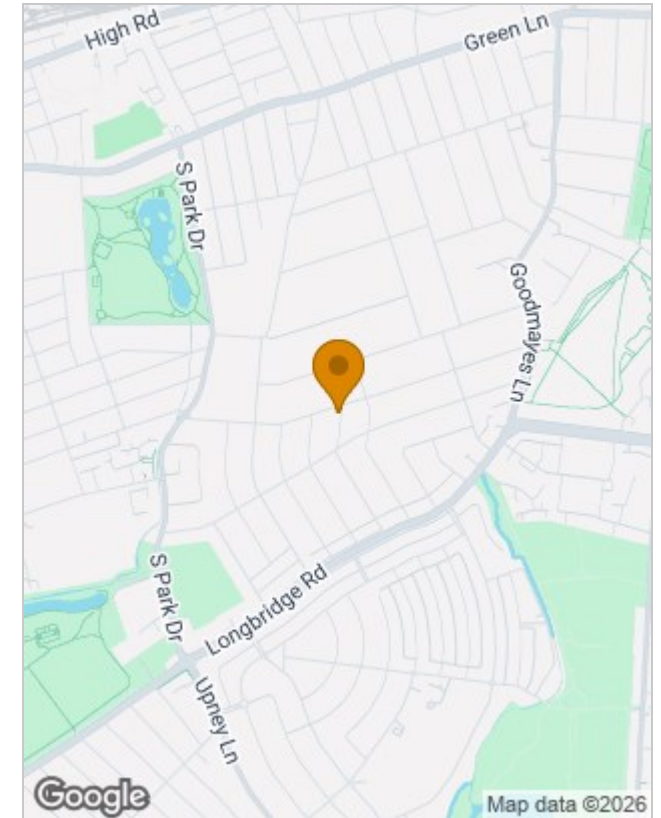 High Rd
Green Ln
S Park Dr
Goodmayes Ln
S Park Dr
Longbridge Rd
Upney Ln
Google
Map data ©2026